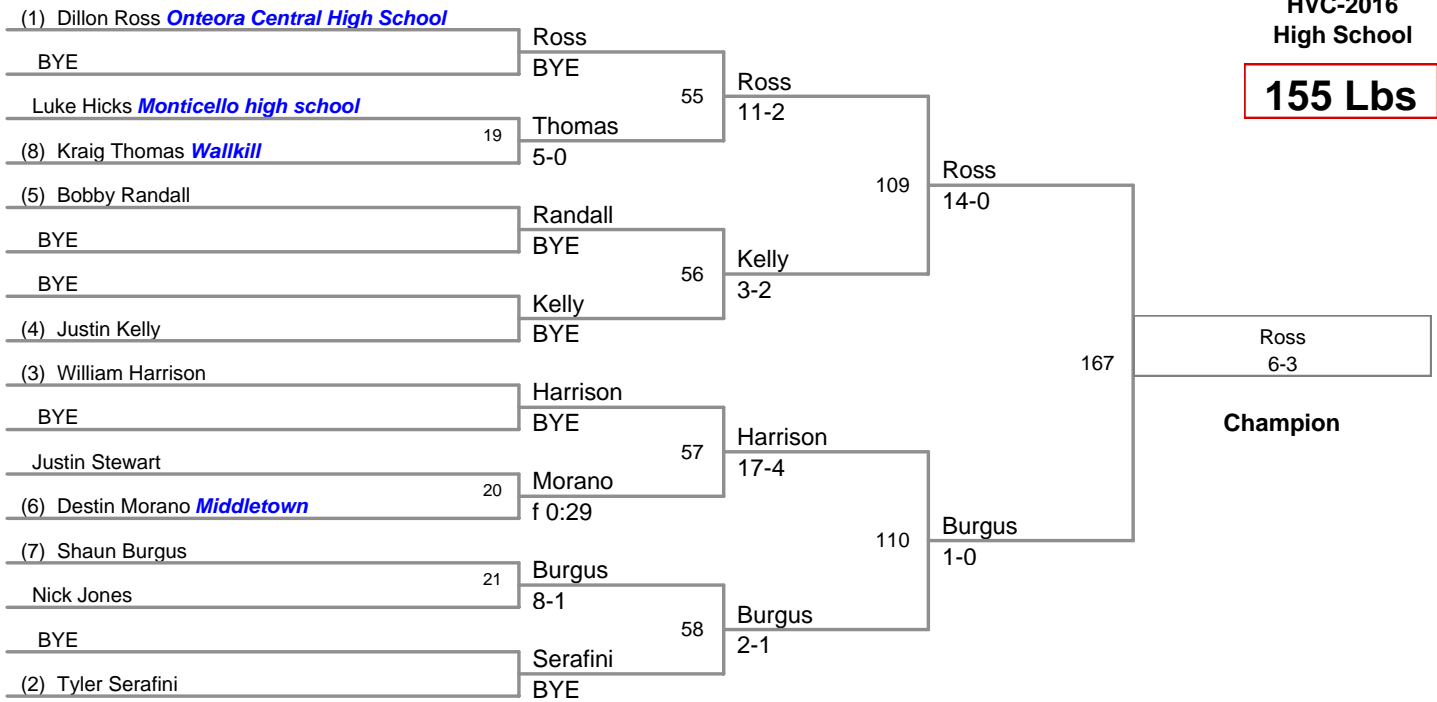 (1) Dillon Ross Onteora Central High School
BYE
Luke Hicks Monticello high school
19
(8) Kraig Thomas Wallkill
(5) Bobby Randall
BYE
BYE
(4) Justin Kelly
(3) William Harrison
BYE
Justin Stewart
20
(6) Destin Morano Middletown
(7) Shaun Burgus
21
Nick Jones
BYE
(2) Tyler Serafini
Ross
BYE
55
Thomas
5-0
Randall
BYE
56
Kelly
BYE
Harrison
BYE
57
Morano
f 0:29
Burgus
8-1
58
Serafini
BYE
Ross
11-2
109
Kelly
3-2
Harrison
17-4
110
Burgus
2-1
Ross
14-0
167
Burgus
1-0
HVC-2016
High School
155 Lbs
Ross
6-3
Champion